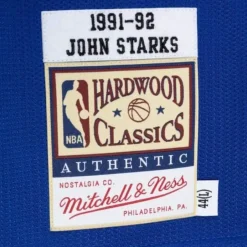 1991-92
JOHN STARKS
NBA
HARDWOOD
CLASSICS
AUTHENTIC
NOSTALGIA CO.
Mitchell & Ness
PHILADELPHIA, PA.
44(L)